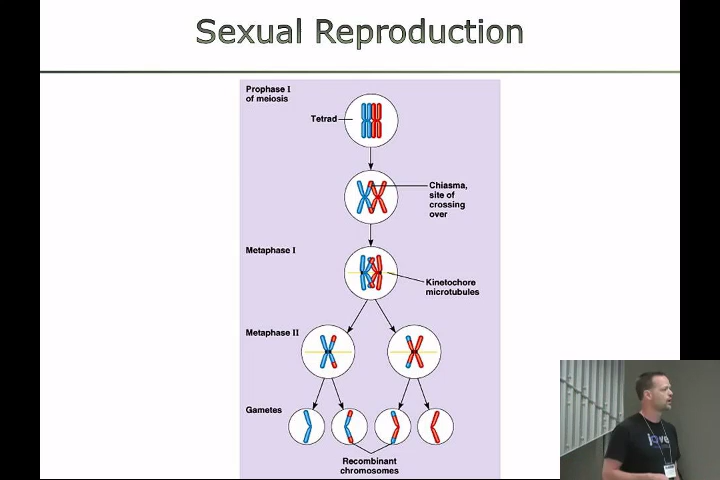 Sexual Reproduction
Prophase I
of meiosis
Tetrad
Chiasma,
site of
crossing
over
Metaphase I
Kinetochore
microtubules
Metaphase II
Gametes
Recombinant
chromosomes